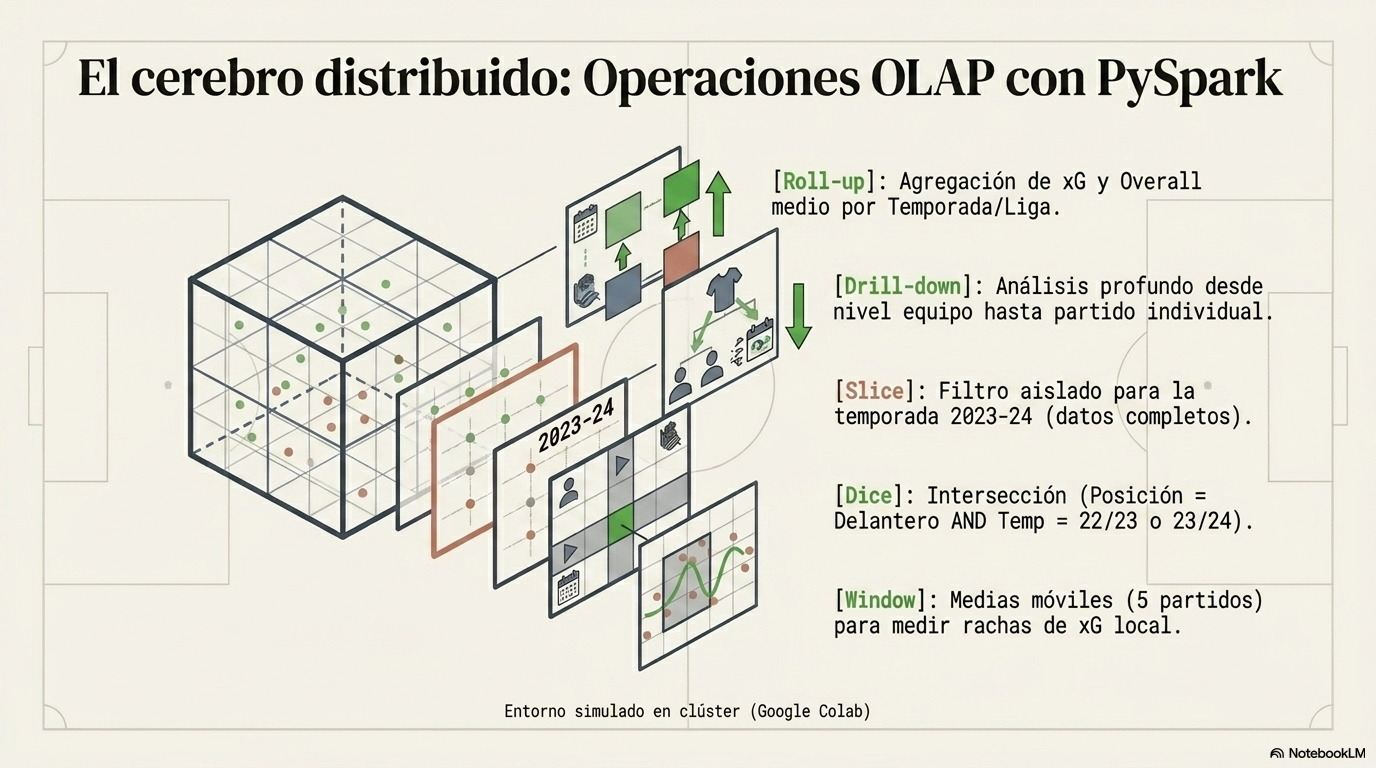 El cerebro distribuido: Operaciones OLAP con PySpark
[Roll-up]: Agregación de xG y Overall
medio por Temporada/Liga.
[Drill-down]: Análisis profundo desde
nivel equipo hasta partido individual.
[Slice]: Filtro aislado para la
temporada 2023-24 (datos completos).
2023-24
[Dice]: Intersección (Posición =
Delantero AND Temp = 22/23 o 23/24).
[Window]: Medias móviles (5 partidos)
para medir rachas de xG local.
Entorno simulado en clúster (Google Colab)
NotebookLM